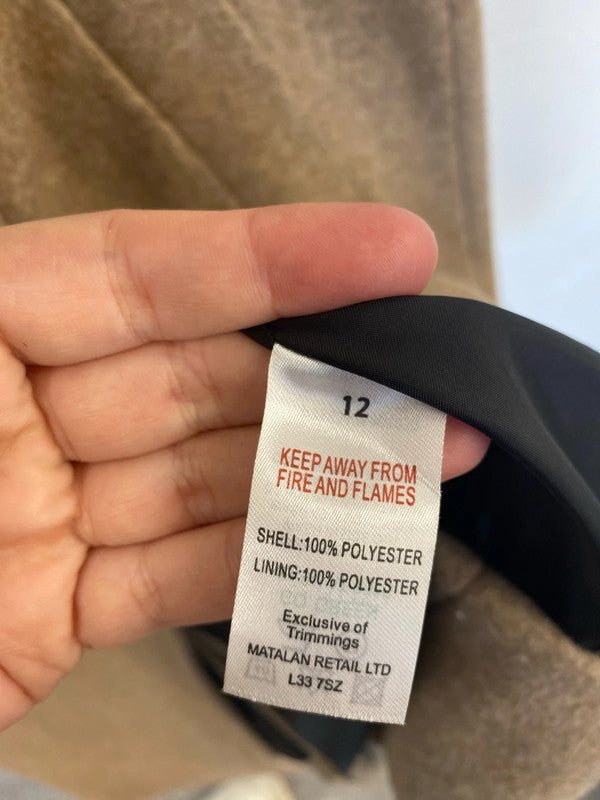 12
KEEP AWAY FROM
FIRE AND FLAMES
SHELL:100% POLYESTER
LINING:100% POLYESTER
Exclusive of
Trimmings
MATALAN RETAIL LTD
L33 7SZ